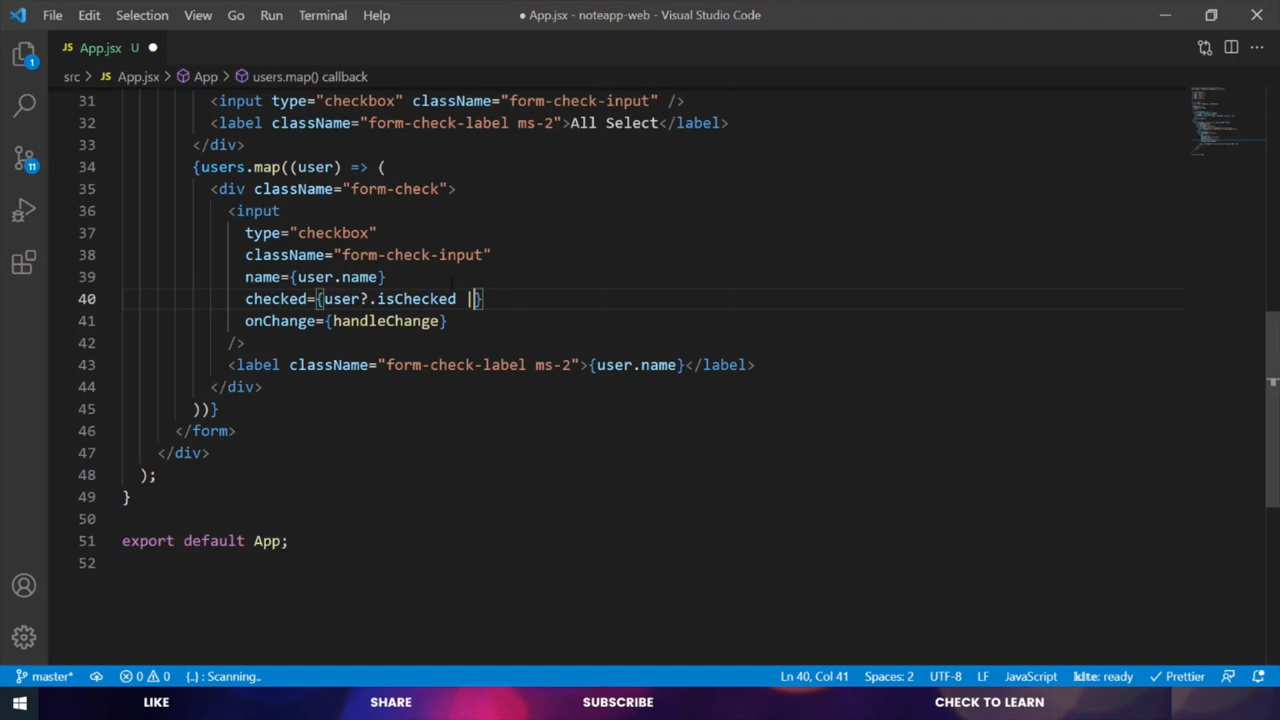 File Edit Selection View Go Run Terminal Help ● App.jsx - noteapp-web - Visual Studio Code
JS App.jsx U ●
src > JS App.jsx > App > users.map() callback
31 <input type="checkbox" className="form-check-input" />
32 <label className="form-check-label ms-2">All Select</label>
33 </div>
34 {users.map((user) => (
35 <div className="form-check">
36 <input
37 type="checkbox"
38 className="form-check-input"
39 name={user.name}
40 checked={user?.isChecked |}
41 onChange={handleChange}
42 />
43 <label className="form-check-label ms-2">{user.name}</label>
44 </div>
45 ))}
46 </form>
47 </div>
48 );
49 }
50
51 export default App;
52
1
11
master* 0 0 {..} : Scanning.. Ln 40, Col 41 Spaces: 2 UTF-8 LF JavaScript kite: ready Prettier
LIKE SHARE SUBSCRIBE CHECK TO LEARN